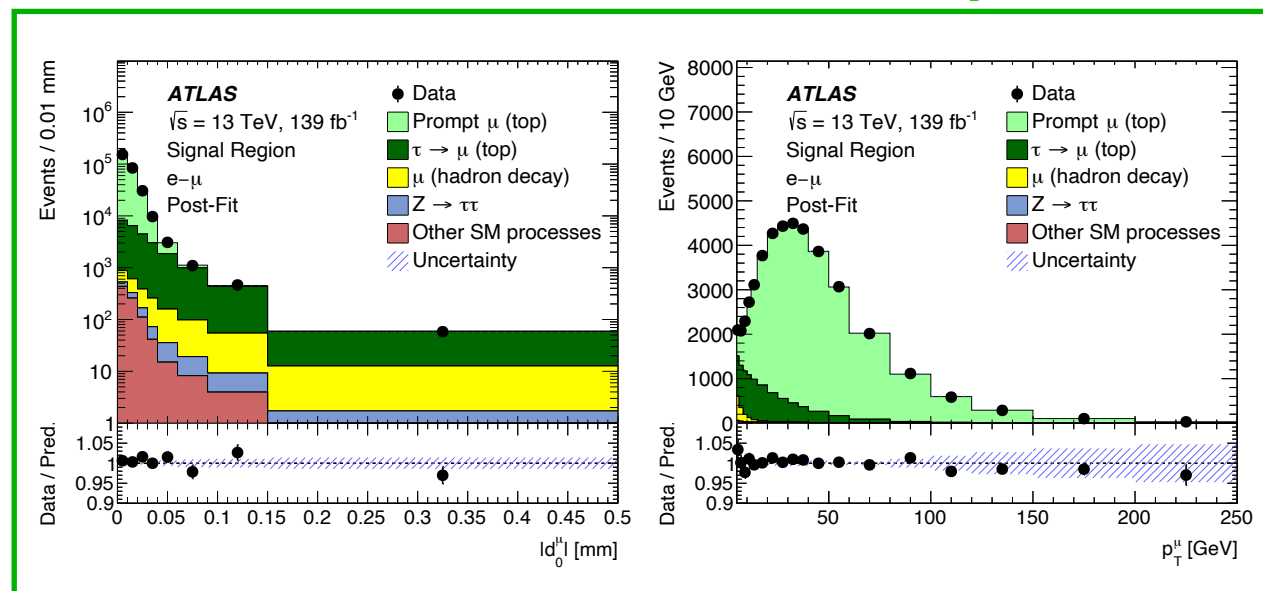 Events / 0.01 mm
10⁶
10⁵
10⁴
10³
10²
10
1
ATLAS
√s = 13 TeV, 139 fb⁻¹
Signal Region
e−μ
Post-Fit
Data
Prompt μ (top)
τ → μ (top)
μ (hadron decay)
Z → ττ
Other SM processes
Uncertainty
Data / Pred.
1.05
1
0.95
0.9
0 0.05 0.1 0.15 0.2 0.25 0.3 0.35 0.4 0.45 0.5
|d₀^μ| [mm]
Events / 10 GeV
8000
7000
6000
5000
4000
3000
2000
1000
0
ATLAS
√s = 13 TeV, 139 fb⁻¹
Signal Region
e−μ
Post-Fit
Data
Prompt μ (top)
τ → μ (top)
μ (hadron decay)
Z → ττ
Other SM processes
Uncertainty
Data / Pred.
1.05
1
0.95
0.9
50 100 150 200 250
p_T^μ [GeV]